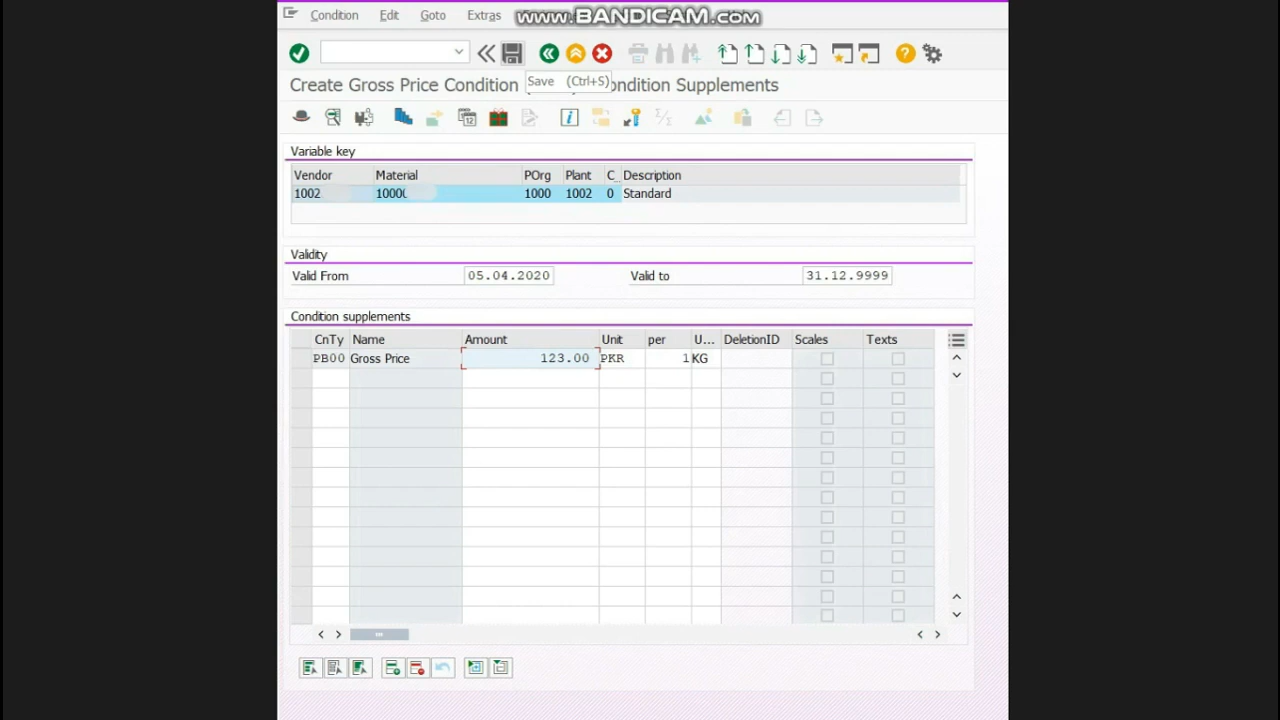 Condition Edit Goto Extras www.BANDICAM.com
Create Gross Price Condition Condition Supplements
Save (Ctrl+S)
Variable key
Vendor Material POrg Plant C.. Description
1002 1000 1000 1002 0 Standard
Validity
Valid From 05.04.2020 Valid to 31.12.9999
Condition supplements
CnTy Name Amount Unit per U... DeletionID Scales Texts
PB00 Gross Price 123.00 PKR 1 KG